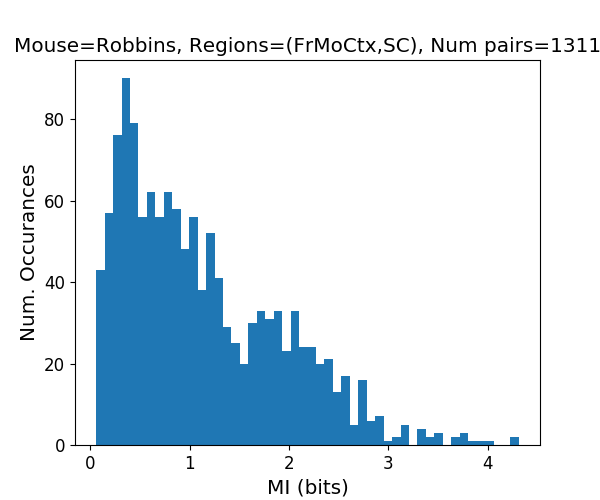 Mouse=Robbins, Regions=(FrMoCtx,SC), Num pairs=1311
80
60
40
20
0
Num. Occurances
0 1 2 3 4
MI (bits)